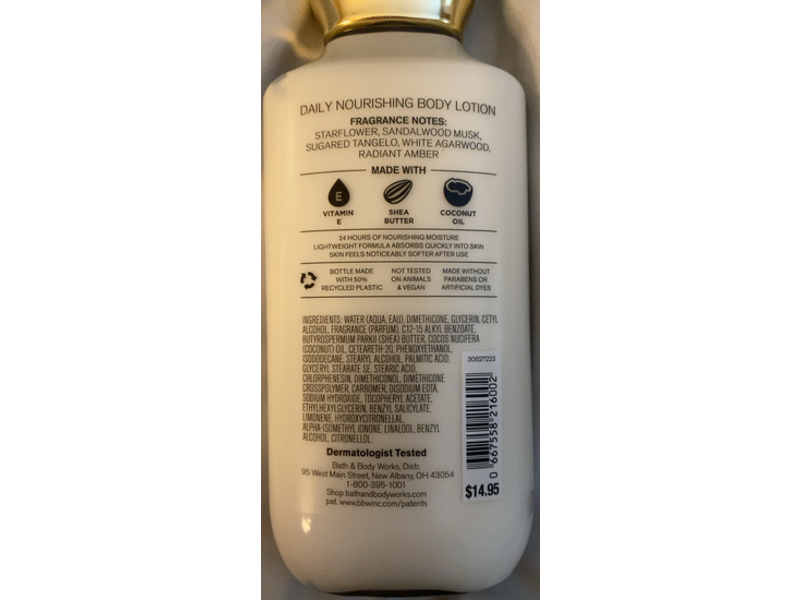 DAILY NOURISHING BODY LOTION
FRAGRANCE NOTES:
STARFLOWER, SANDALWOOD MUSK,
SUGARED TANGELO, WHITE AGARWOOD,
RADIANT AMBER
MADE WITH
E
VITAMIN
E
SHEA
BUTTER
COCONUT
OIL
24 HOURS OF NOURISHING MOISTURE
LIGHTWEIGHT FORMULA ABSORBS QUICKLY INTO SKIN
SKIN FEELS NOTICEABLY SOFTER AFTER USE
BOTTLE MADE
WITH 50%
RECYCLED PLASTIC
NOT TESTED
ON ANIMALS
& VEGAN
MADE WITHOUT
PARABENS OR
ARTIFICIAL DYES
INGREDIENTS: WATER (AQUA, EAU), DIMETHICONE, GLYCERIN, CETYL
ALCOHOL, FRAGRANCE (PARFUM), C12-15 ALKYL BENZOATE,
BUTYROSPERMUM PARKII (SHEA) BUTTER, COCOS NUCIFERA
(COCONUT) OIL, CETEARETH-20, PHENOXYETHANOL,
ISODODECANE, STEARYL ALCOHOL, PALMITIC ACID,
GLYCERYL STEARATE SE, STEARIC ACID,
CHLORPHENESIN, DIMETHICONOL, DIMETHICONE
CROSSPOLYMER, CARBOMER, DISODIUM EDTA,
SODIUM HYDROXIDE, TOCOPHERYL ACETATE,
ETHYLHEXYLGLYCERIN, BENZYL SALICYLATE,
LIMONENE, HYDROXYCITRONELLAL,
ALPHA-ISOMETHYL IONONE, LINALOOL, BENZYL
ALCOHOL, CITRONELLOL.
Dermatologist Tested
Bath & Body Works, Distr.
95 West Main Street, New Albany, OH 43054
1-800-395-1001
Shop bathandbodyworks.com
pat. www.bbwinc.com/patents
30627223
0 667558 216002
$14.95